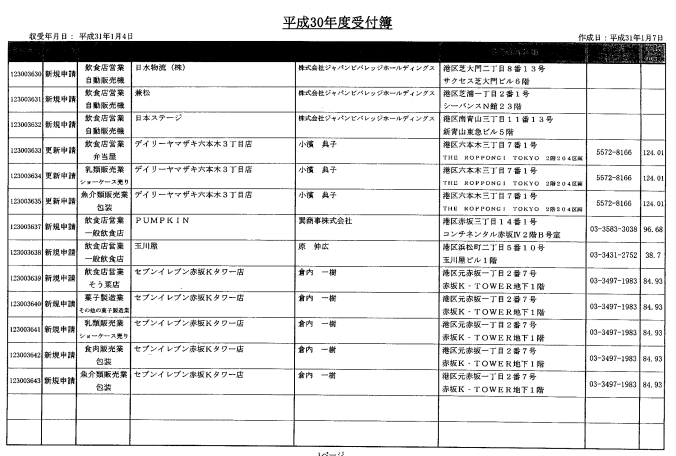 平成30年度受付簿
収受年月日： 平成31年1月4日
作成日：平成31年1月7日
123003630 新規申請 飲食店営業 自動販売機 日水物流（株） 株式会社ジャパンビバレッジホールディングス 港区芝大門二丁目８番１３号 サクセス芝大門ビル６階
123003631 新規申請 飲食店営業 自動販売機 兼松 株式会社ジャパンビバレッジホールディングス 港区芝浦一丁目２番１号 シーバンスＮ館２３階
123003632 新規申請 飲食店営業 自動販売機 日本ステージ 株式会社ジャパンビバレッジホールディングス 港区南青山三丁目１１番１３号 新青山東急ビル５階
123003633 更新申請 飲食店営業 弁当屋 デイリーヤマザキ六本木３丁目店 小濱　典子 港区六本木三丁目７番１号 THE ROPPONGI TOKYO 2階204区画 5572-8166 124.01
123003634 更新申請 乳類販売業 ショーケース売り デイリーヤマザキ六本木３丁目店 小濱　典子 港区六本木三丁目７番１号 THE ROPPONGI TOKYO 2階204区画 5572-8166 124.01
123003635 更新申請 魚介類販売業 包装 デイリーヤマザキ六本木３丁目店 小濱　典子 港区六本木三丁目７番１号 THE ROPPONGI TOKYO 2階204区画 5572-8166 124.01
123003637 新規申請 飲食店営業 一般飲食店 ＰＵＭＰＫＩＮ 巽商事株式会社 港区赤坂三丁目１４番１号 コンチネンタル赤坂Ⅳ２階Ｂ号室 03-3583-3039 96.68
123003638 新規申請 飲食店営業 一般飲食店 玉川屋 原　伸広 港区浜松町二丁目５番１０号 玉川屋ビル１階 03-3431-2752 38.7
123003639 新規申請 飲食店営業 そう菜店 セブンイレブン赤坂Ｋタワー店 倉内　一樹 港区元赤坂一丁目２番７号 赤坂Ｋ‐ＴＯＷＥＲ地下１階 03-3497-1983 84.93
123003640 新規申請 菓子製造業 その他の菓子製造業 セブンイレブン赤坂Ｋタワー店 倉内　一樹 港区元赤坂一丁目２番７号 赤坂Ｋ‐ＴＯＷＥＲ地下１階 03-3497-1983 84.93
123003641 新規申請 乳類販売業 ショーケース売り セブンイレブン赤坂Ｋタワー店 倉内　一樹 港区元赤坂一丁目２番７号 赤坂Ｋ‐ＴＯＷＥＲ地下１階 03-3497-1983 84.93
123003642 新規申請 食肉販売業 包装 セブンイレブン赤坂Ｋタワー店 倉内　一樹 港区元赤坂一丁目２番７号 赤坂Ｋ‐ＴＯＷＥＲ地下１階 03-3497-1983 84.93
123003643 新規申請 魚介類販売業 包装 セブンイレブン赤坂Ｋタワー店 倉内　一樹 港区元赤坂一丁目２番７号 赤坂Ｋ‐ＴＯＷＥＲ地下１階 03-3497-1983 84.93
1ページ